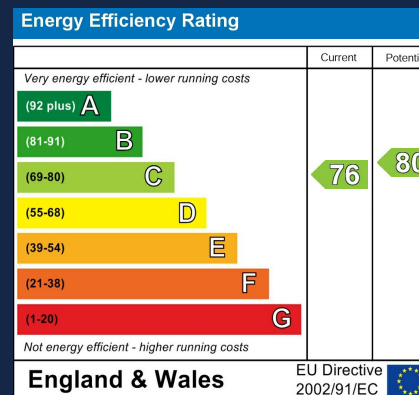 Energy Efficiency Rating
Current Potenti
Very energy efficient - lower running costs
(92 plus) A
(81-91) B
(69-80) C
76
80
(55-68) D
(39-54) E
(21-38) F
(1-20) G
Not energy efficient - higher running costs
England & Wales
EU Directive
2002/91/EC